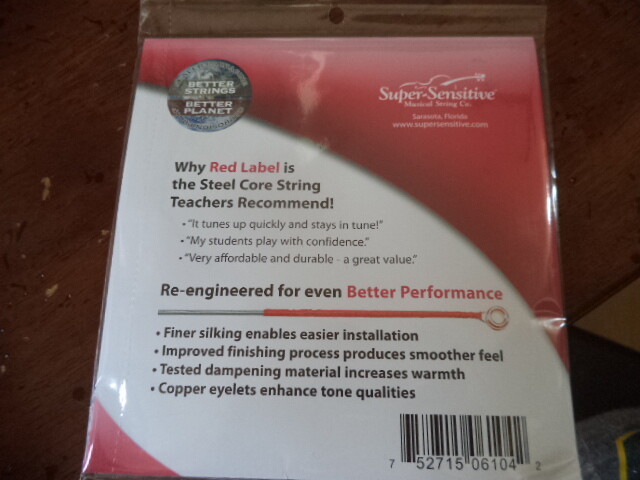 BETTER
STRINGS
BETTER
PLANET
Super-Sensitive
Musical String Co.
Sarasota, Florida
www.supersensitive.com
Why Red Label is
the Steel Core String
Teachers Recommend!
• "It tunes up quickly and stays in tune!"
• "My students play with confidence."
• "Very affordable and durable - a great value."
Re-engineered for even Better Performance
• Finer silking enables easier installation
• Improved finishing process produces smoother feel
• Tested dampening material increases warmth
• Copper eyelets enhance tone qualities
7 52715 06104 2